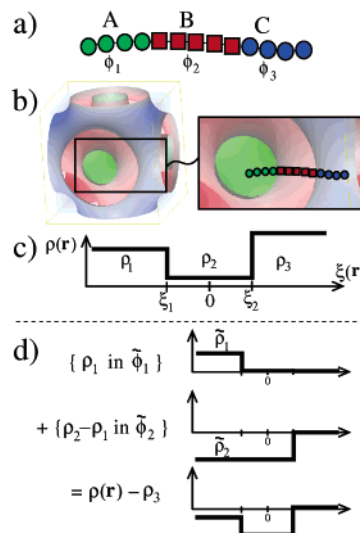 a) A B C
ϕ₁ ϕ₂ ϕ₃
b)
c) ρ(r) ρ₁ ρ₂ ρ₃ ξ(r
ξ₁ 0 ξ₂
d) { ρ₁ in ϕ̃₁ } ρ̃₁
0
+ {ρ₂−ρ₁ in ϕ̃₂ } ρ̃₂ 0
= ρ(r) − ρ₃ 0